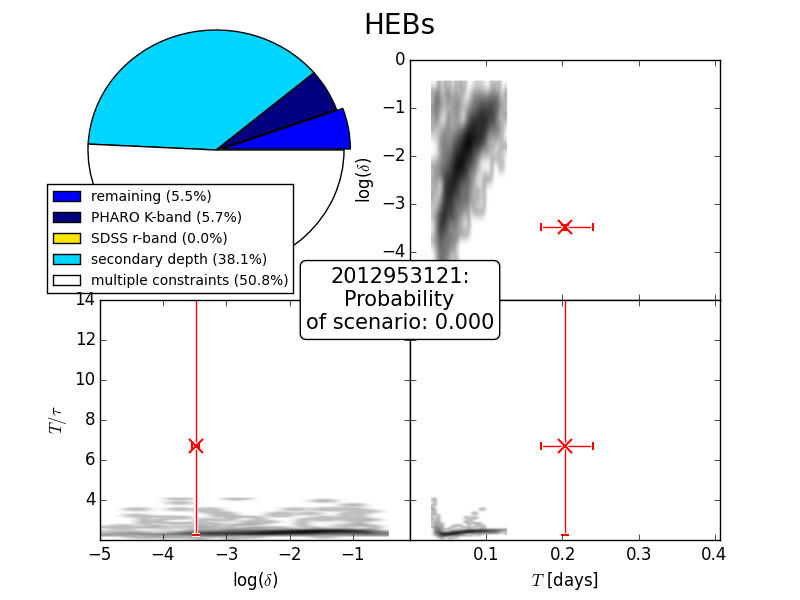 HEBs
remaining (5.5%)
PHARO K-band (5.7%)
SDSS r-band (0.0%)
secondary depth (38.1%)
multiple constraints (50.8%)
0
−1
−2
−3
−4
log(δ)
2012953121:
Probability
of scenario: 0.000
14
12
10
8
6
4
T/τ
−5 −4 −3 −2 −1
log(δ)
0.1 0.2 0.3 0.4
T [days]